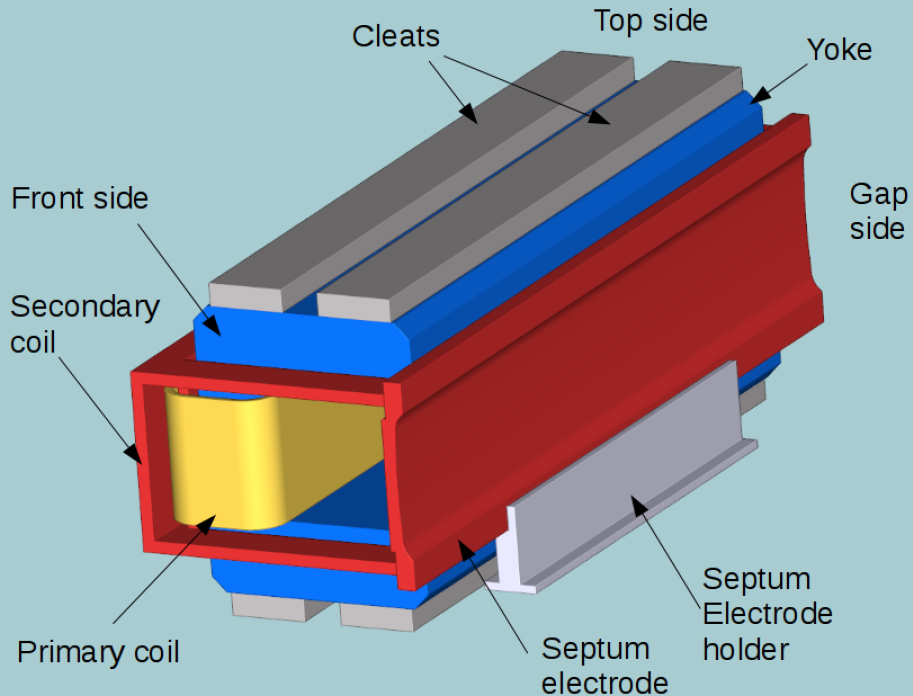 Cleats
Top side
Yoke
Front side
Gap
side
Secondary
coil
Primary coil
Septum
electrode
Septum
Electrode
holder